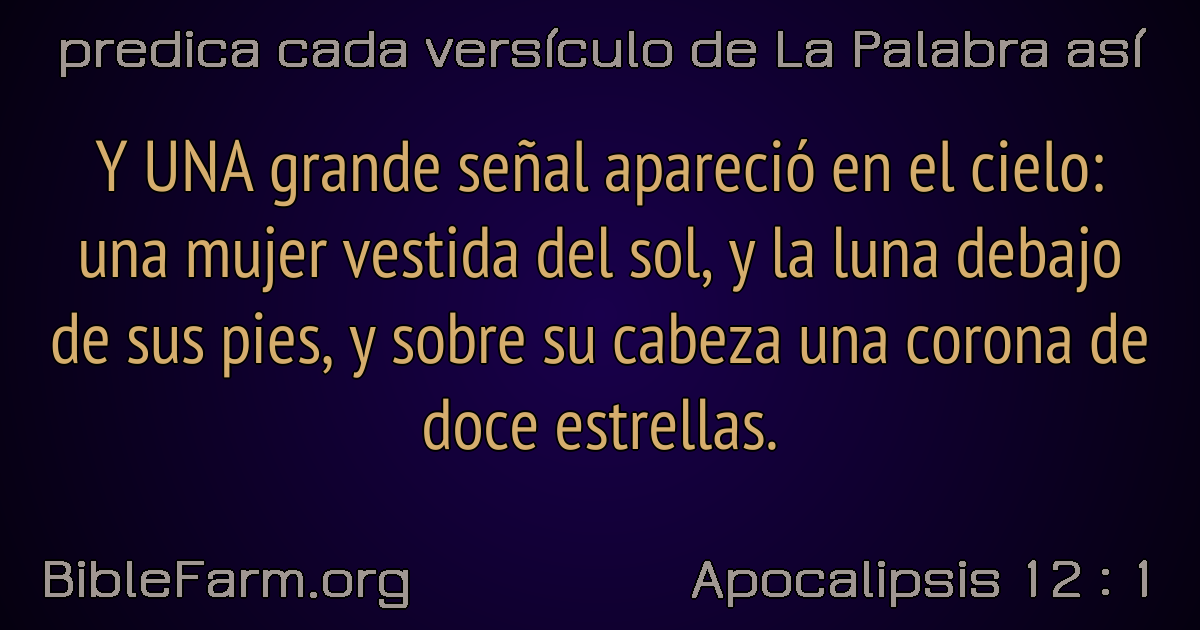 predica cada versículo de La Palabra así
Y UNA grande señal apareció en el cielo:
una mujer vestida del sol, y la luna debajo
de sus pies, y sobre su cabeza una corona de
doce estrellas.
BibleFarm.org
Apocalipsis 12 : 1